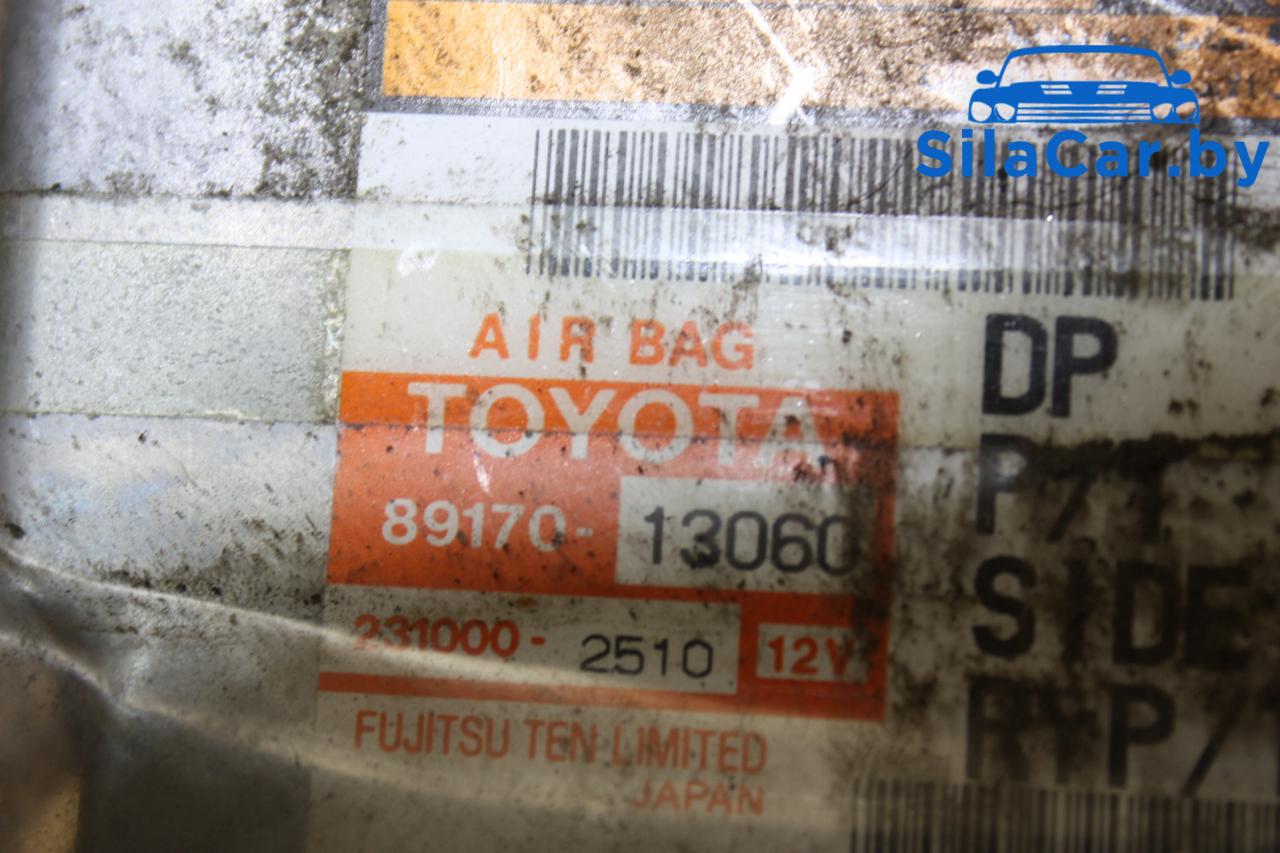 SilaCar.by
AIR BAG
TOYOTA
89170-13060
231000-2510 12V
FUJITSU TEN LIMITED
JAPAN
DP
P/T
SIDE
R+P/